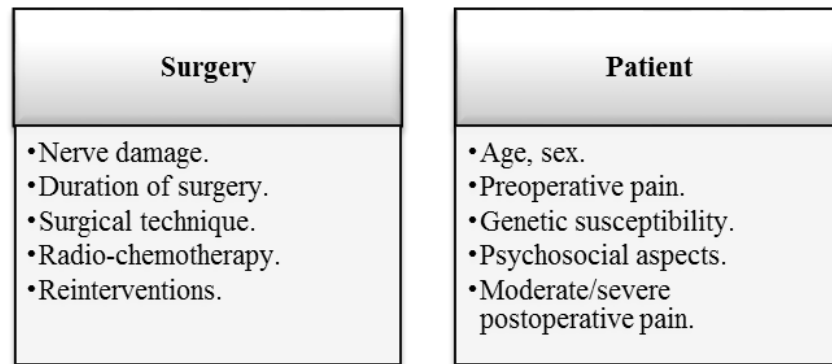 Surgery
•Nerve damage.
•Duration of surgery.
•Surgical technique.
•Radio-chemotherapy.
•Reinterventions.
Patient
•Age, sex.
•Preoperative pain.
•Genetic susceptibility.
•Psychosocial aspects.
•Moderate/severe
postoperative pain.